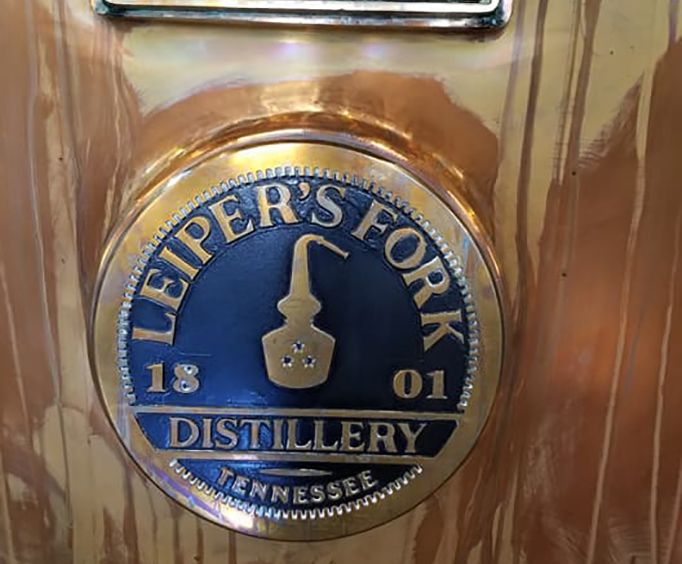 LEIPER'S FORK
18 01
DISTILLERY
TENNESSEE